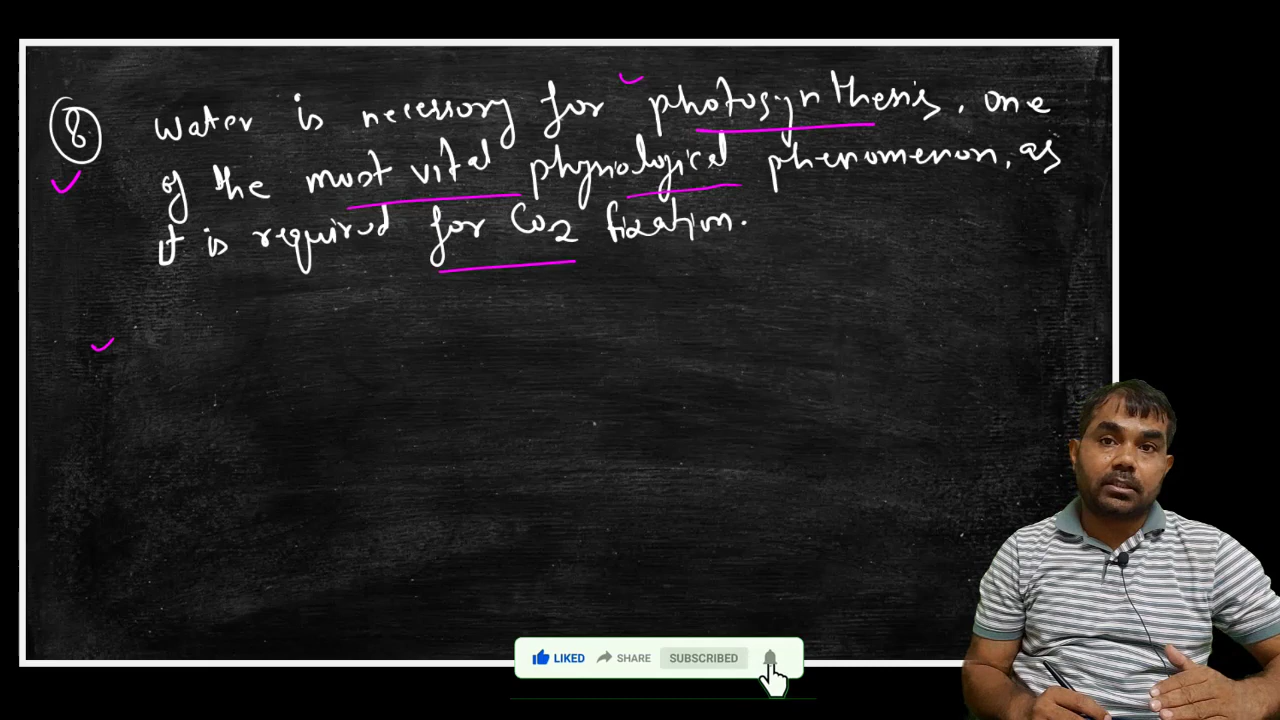 8 Water is necessary for photosynthesis, one
of the most vital physiological phenomenon, as
it is required for CO2 fixation.
LIKED SHARE SUBSCRIBED